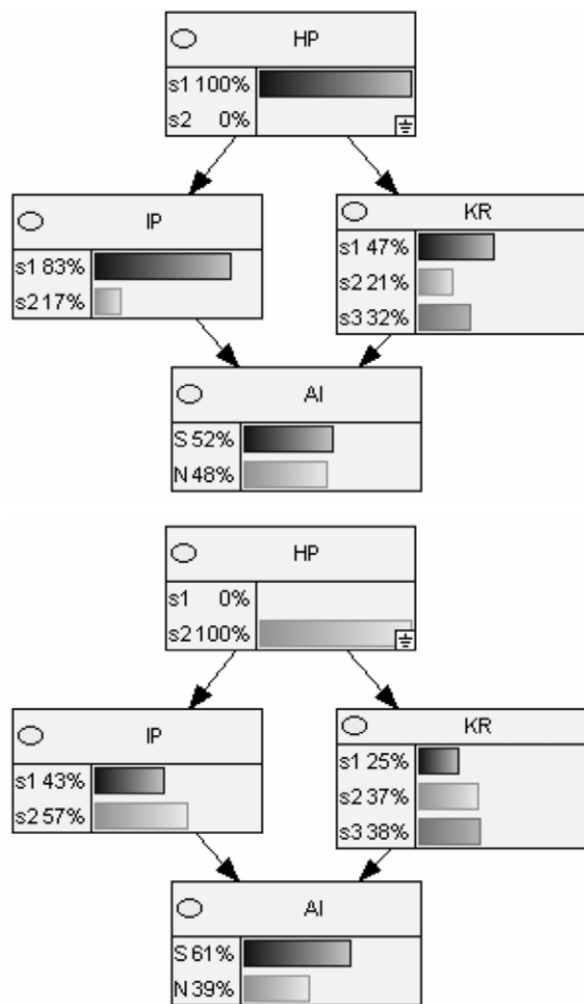 HP
s1 100%
s2 0%
IP
s1 83%
s2 17%
KR
s1 47%
s2 21%
s3 32%
AI
S 52%
N 48%
HP
s1 0%
s2 100%
IP
s1 43%
s2 57%
KR
s1 25%
s2 37%
s3 38%
AI
S 61%
N 39%